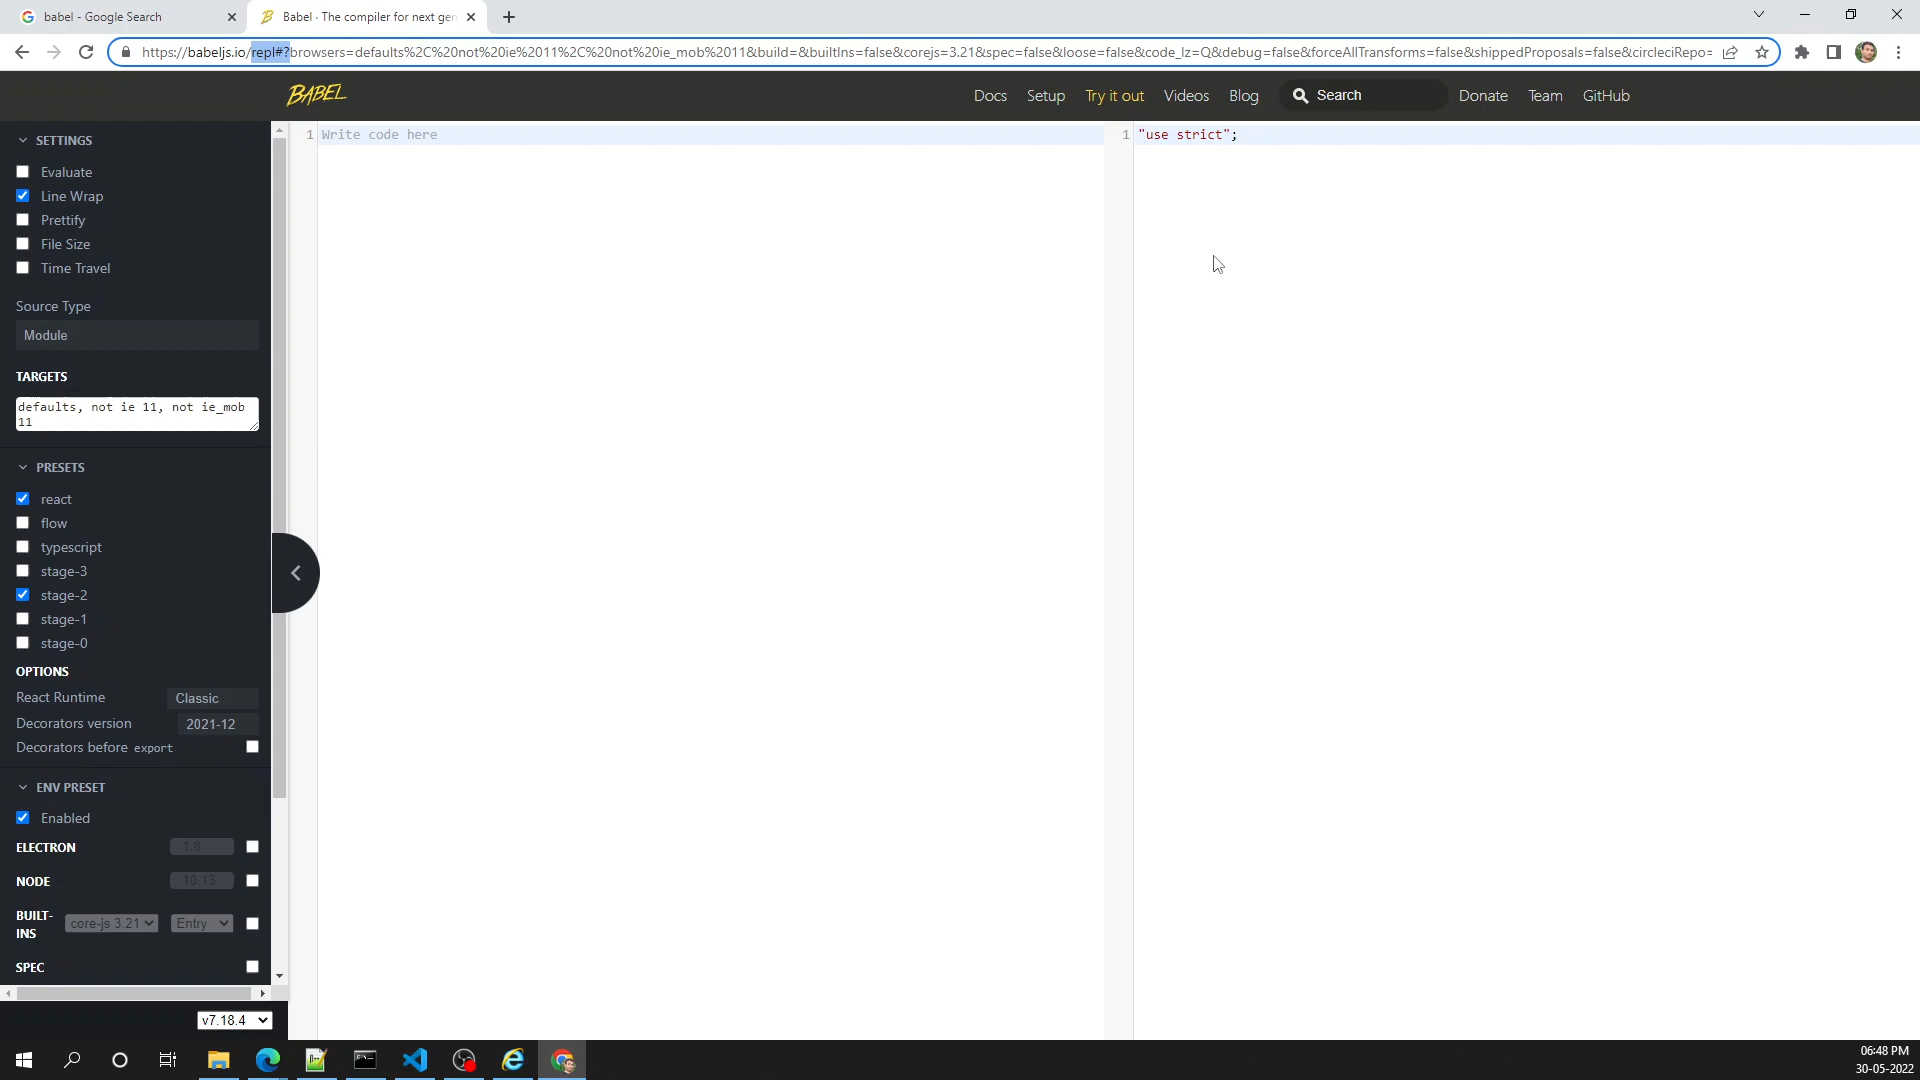 babel - Google Search
Babel · The compiler for next gen
https://babeljs.io/repl#?browsers=defaults%2C%20not%20ie%2011%2C%20not%20ie_mob%2011&build=&builtIns=false&corejs=3.21&spec=false&loose=false&code_lz=Q&debug=false&forceAllTransforms=false&shippedProposals=false&circleciRepo=
BABEL
Docs
Setup
Try it out
Videos
Blog
Search
Donate
Team
GitHub
SETTINGS
Evaluate
Line Wrap
Prettify
File Size
Time Travel
Source Type
Module
TARGETS
defaults, not ie 11, not ie_mob
11
PRESETS
react
flow
typescript
stage-3
stage-2
stage-1
stage-0
OPTIONS
React Runtime Classic
Decorators version 2021-12
Decorators before export
ENV PRESET
Enabled
ELECTRON 1.8
NODE 10.13
BUILT-
INS core-js 3.21 Entry
SPEC
v7.18.4
1 Write code here
1 "use strict";
06:48 PM
30-05-2022